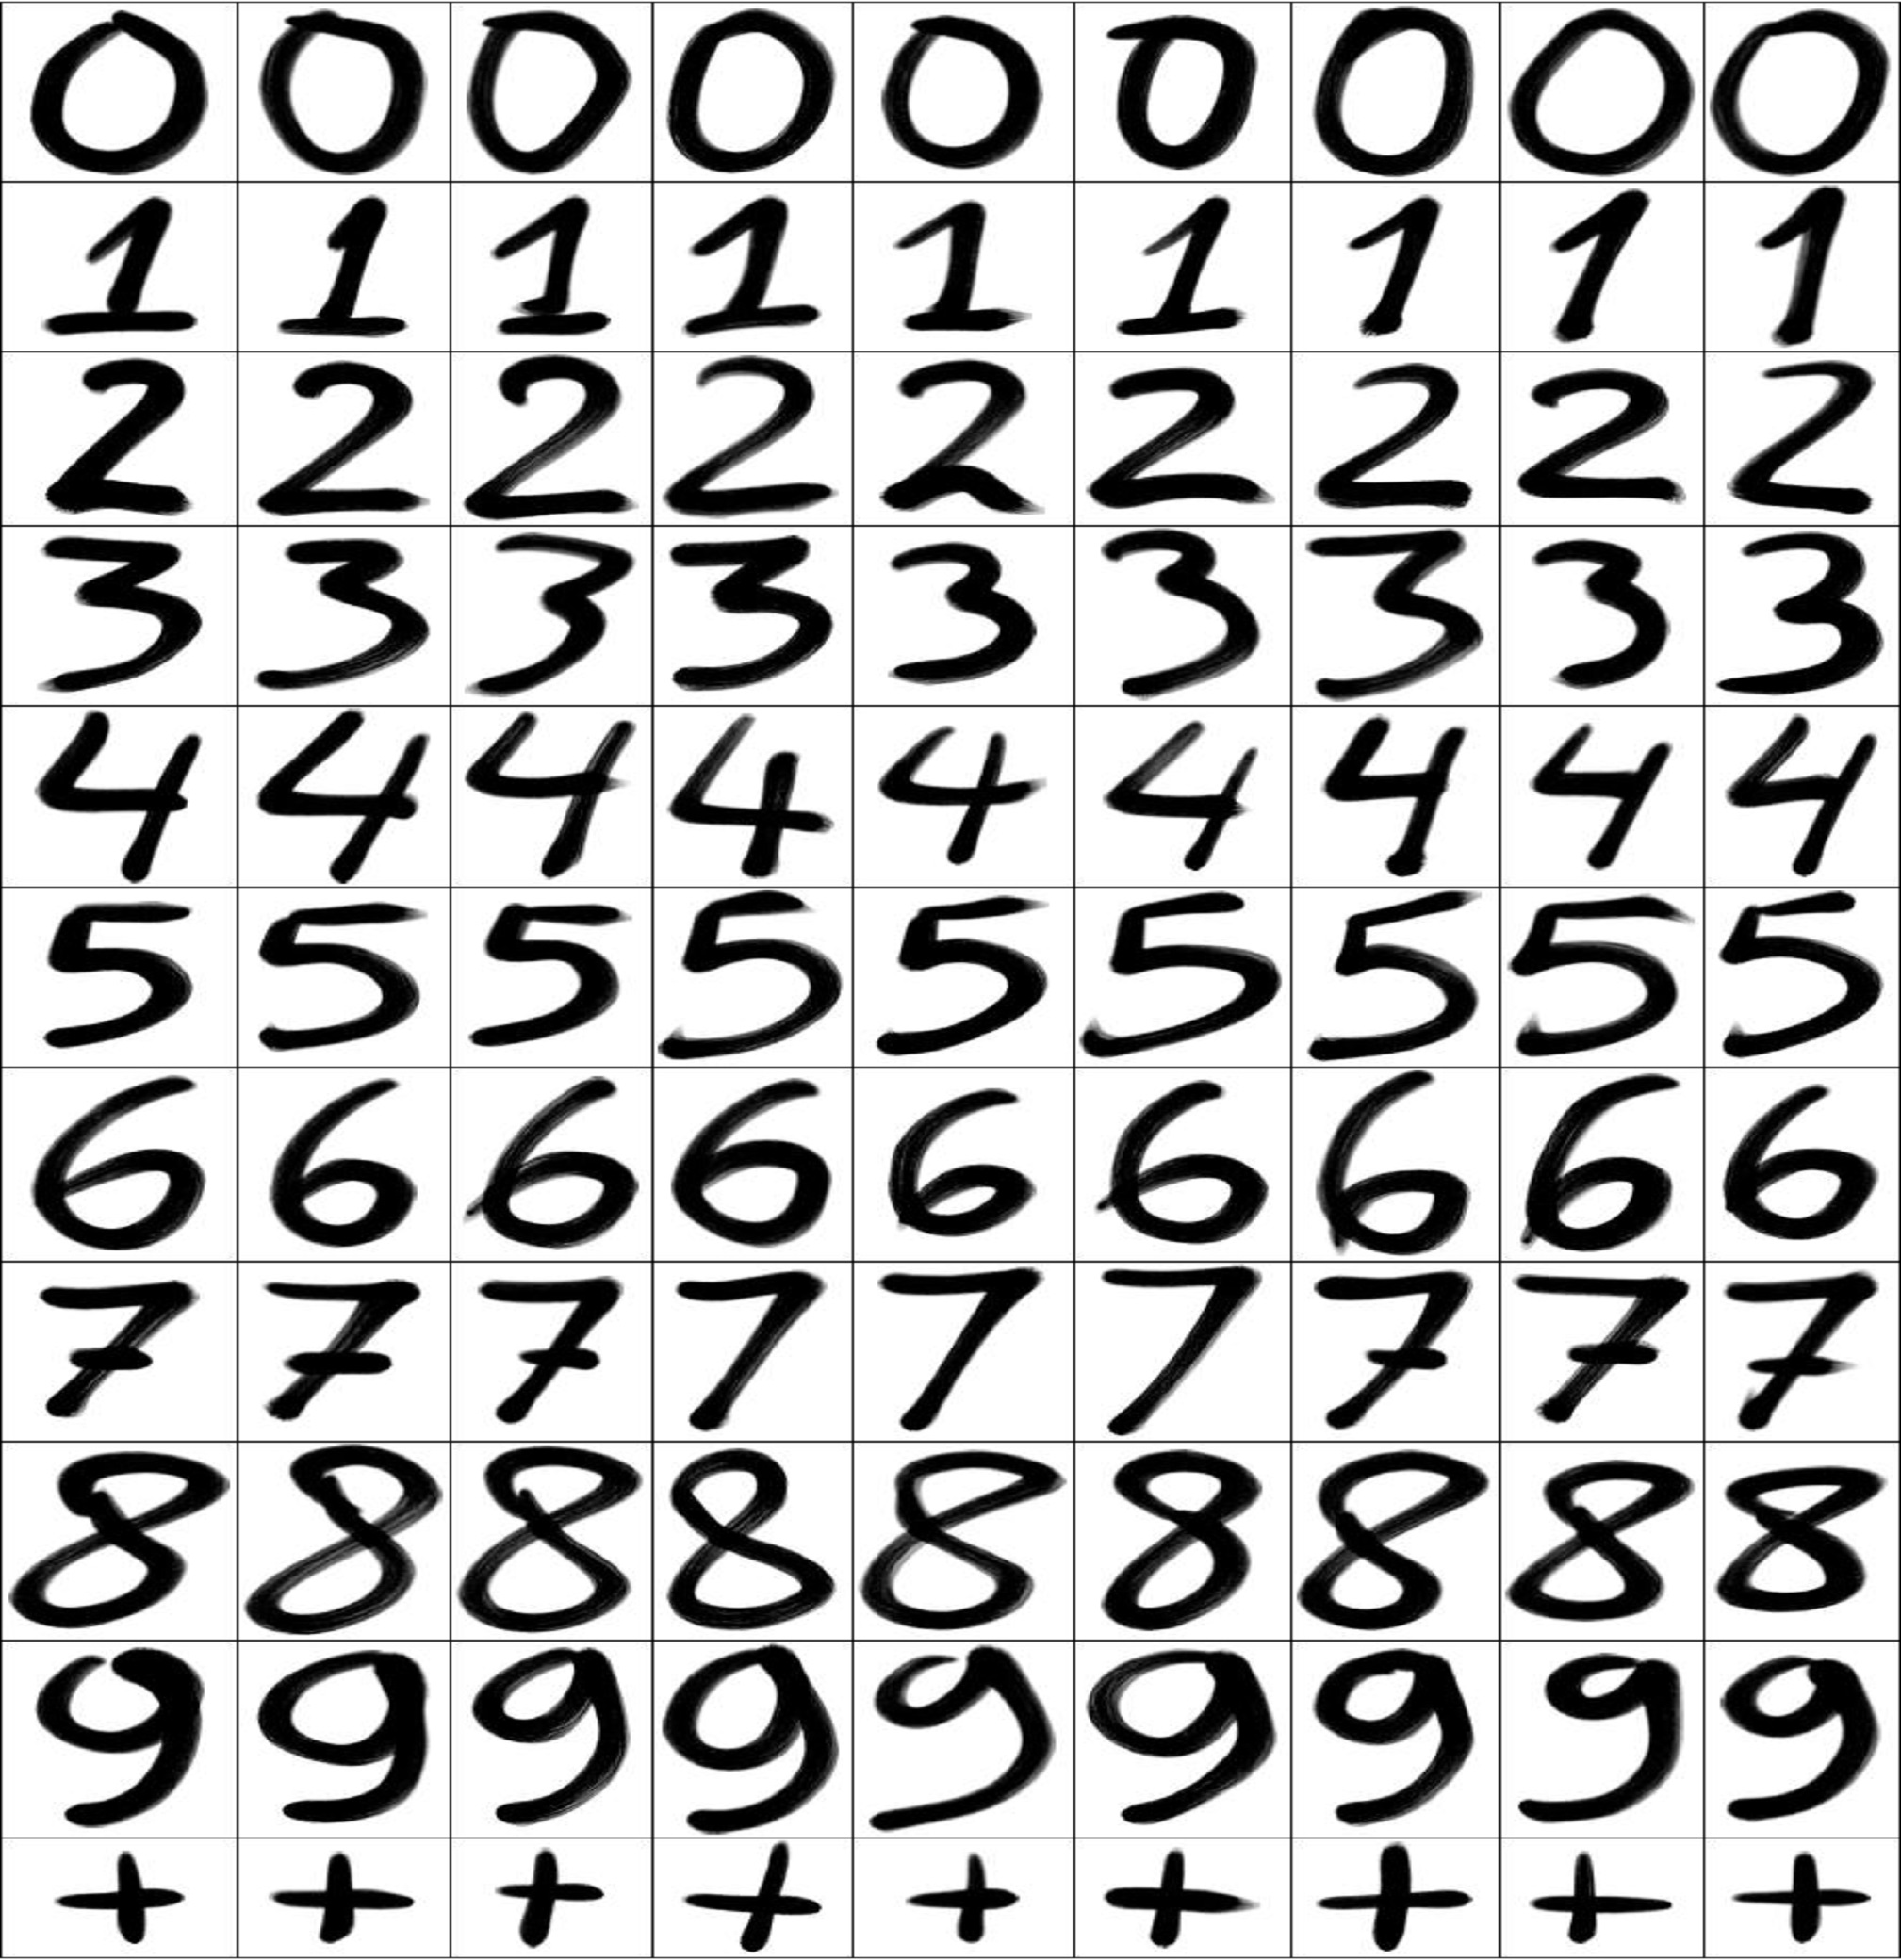 0 0 0 0 0 0 0 0 0
1 1 1 1 1 1 1 1 1
2 2 2 2 2 2 2 2 2
3 3 3 3 3 3 3 3 3
4 4 4 4 4 4 4 4 4
5 5 5 5 5 5 5 5 5
6 6 6 6 6 6 6 6 6
7 7 7 7 7 7 7 7 7
8 8 8 8 8 8 8 8 8
9 9 9 9 9 9 9 9 9
+ + + + + + + + +